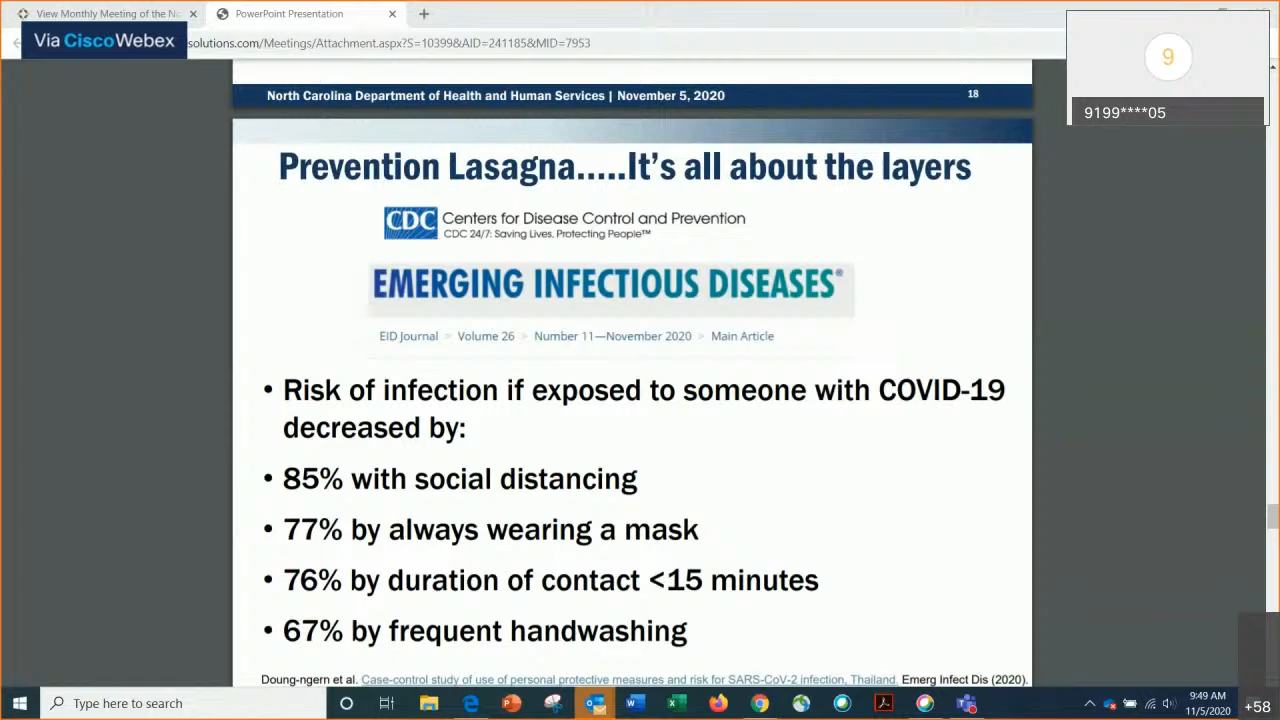 View Monthly Meeting of the No
PowerPoint Presentation
Via CiscoWebex
solutions.com/Meetings/Attachment.aspx?S=10399&AID=241185&MID=7953
9
9199****05
North Carolina Department of Health and Human Services | November 5, 2020
18
Prevention Lasagna.....It's all about the layers
CDC
Centers for Disease Control and Prevention
CDC 24/7: Saving Lives, Protecting People™
EMERGING INFECTIOUS DISEASES®
EID Journal > Volume 26 > Number 11—November 2020 > Main Article
• Risk of infection if exposed to someone with COVID-19
decreased by:
• 85% with social distancing
• 77% by always wearing a mask
• 76% by duration of contact <15 minutes
• 67% by frequent handwashing
Doung-ngern et al. Case-control study of use of personal protective measures and risk for SARS-CoV-2 infection, Thailand. Emerg Infect Dis (2020).
Type here to search
9:49 AM
11/5/2020
+58